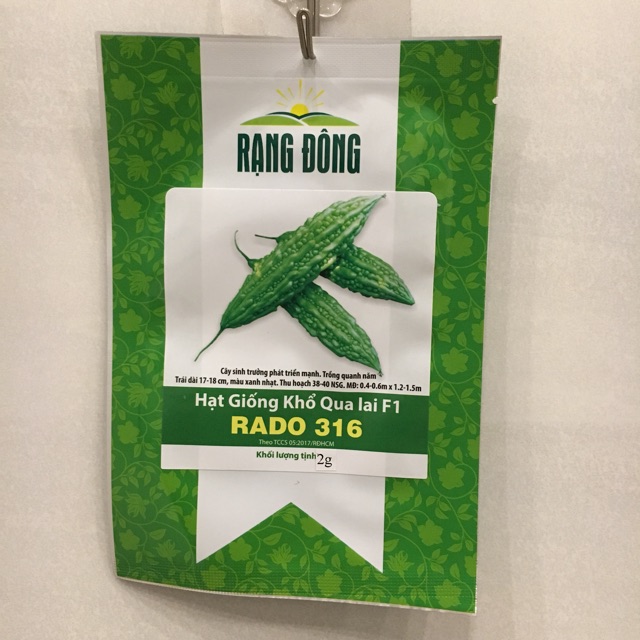 RẠNG ĐÔNG
Cây sinh trưởng phát triển mạnh. Trồng quanh năm
Trái dài 17-18 cm, màu xanh nhạt. Thu hoạch 38-40 NSG. MĐ: 0.4-0.6m x 1.2-1.5m
Hạt Giống Khổ Qua lai F1
RADO 316
Theo TCCS 05:2017/RĐHCM
Khối lượng tịnh 2g